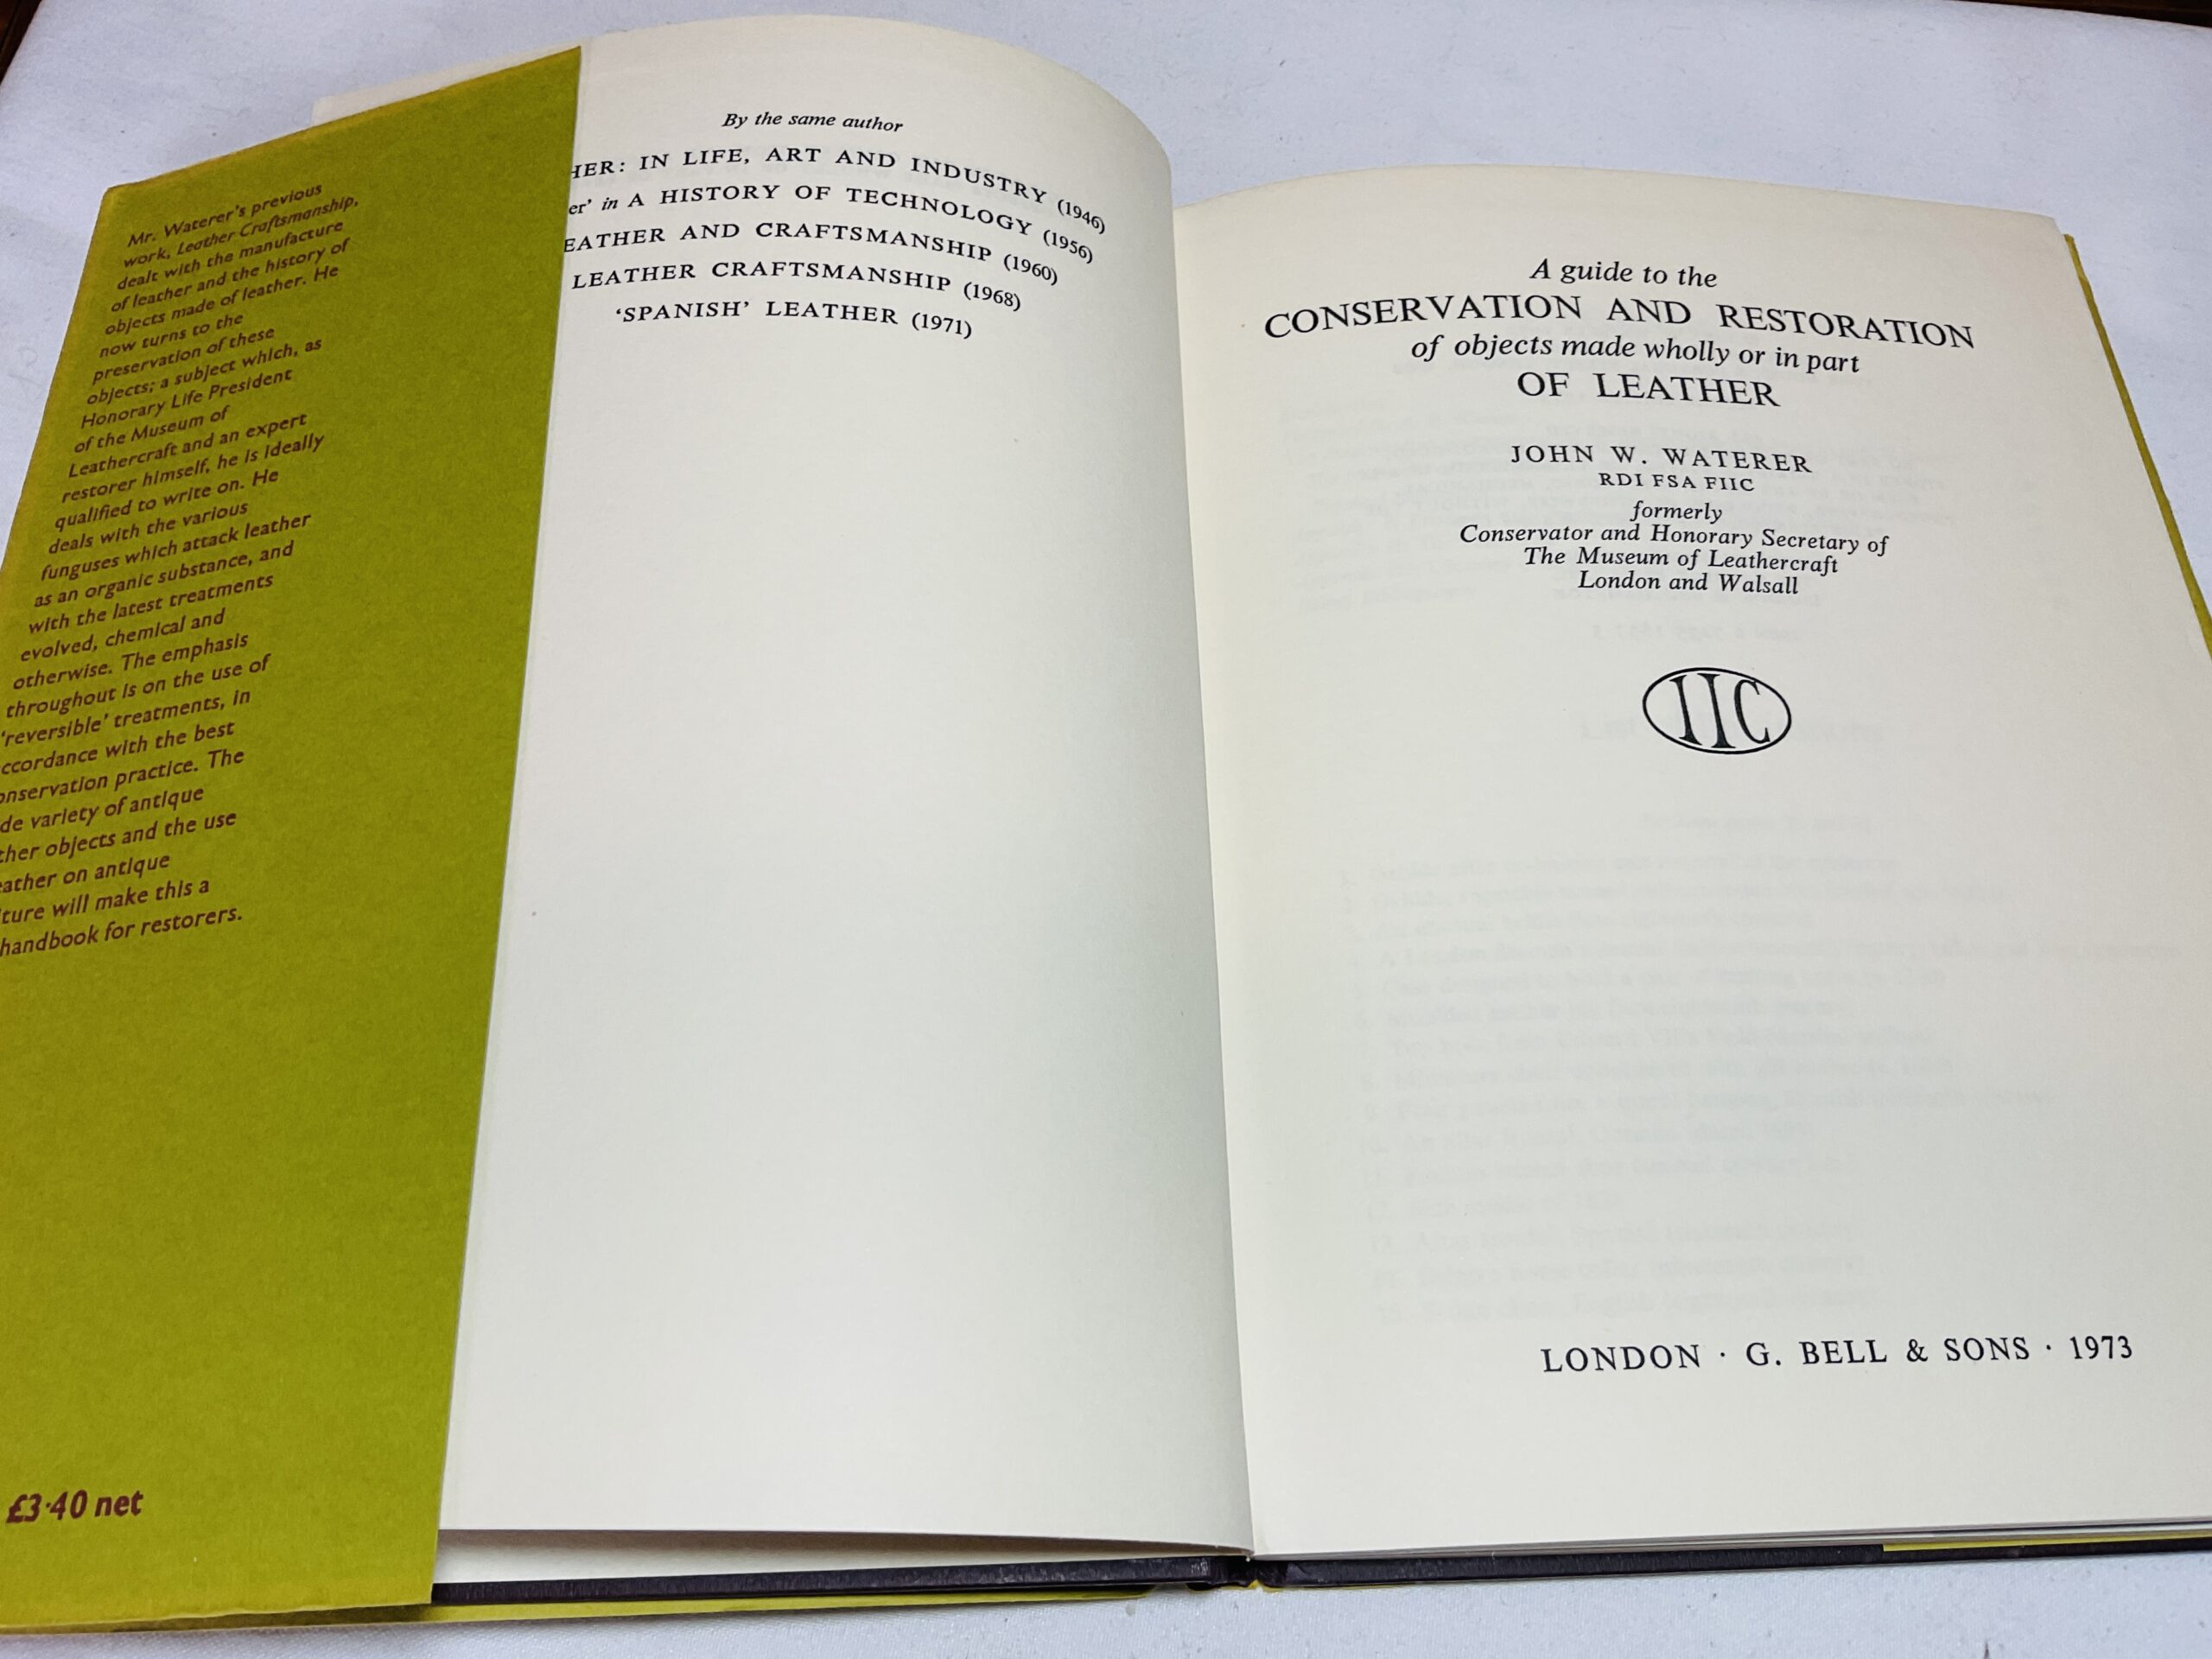 Mr. Waterer's previous
work, Leather Craftsmanship,
dealt with the manufacture
of leather and the history of
objects made of leather. He
now turns to the
preservation of these
objects; a subject which, as
Honorary Life President
of the Museum of
Leathercraft and an expert
restorer himself, he is ideally
qualified to write on. He
deals with the various
funguses which attack leather
as an organic substance, and
with the latest treatments
evolved, chemical and
otherwise. The emphasis
throughout is on the use of
'reversible' treatments, in
ccordance with the best
onservation practice. The
de variety of antique
ther objects and the use
eather on antique
ture will make this a
handbook for restorers.
£3·40 net
By the same author
HER: IN LIFE, ART AND INDUSTRY (1946)
er' in A HISTORY OF TECHNOLOGY (1956)
EATHER AND CRAFTSMANSHIP (1960)
LEATHER CRAFTSMANSHIP (1968)
'SPANISH' LEATHER (1971)
A guide to the
CONSERVATION AND RESTORATION
of objects made wholly or in part
OF LEATHER
JOHN W. WATERER
RDI FSA FIIC
formerly
Conservator and Honorary Secretary of
The Museum of Leathercraft
London and Walsall
IIC
LONDON · G. BELL & SONS · 1973